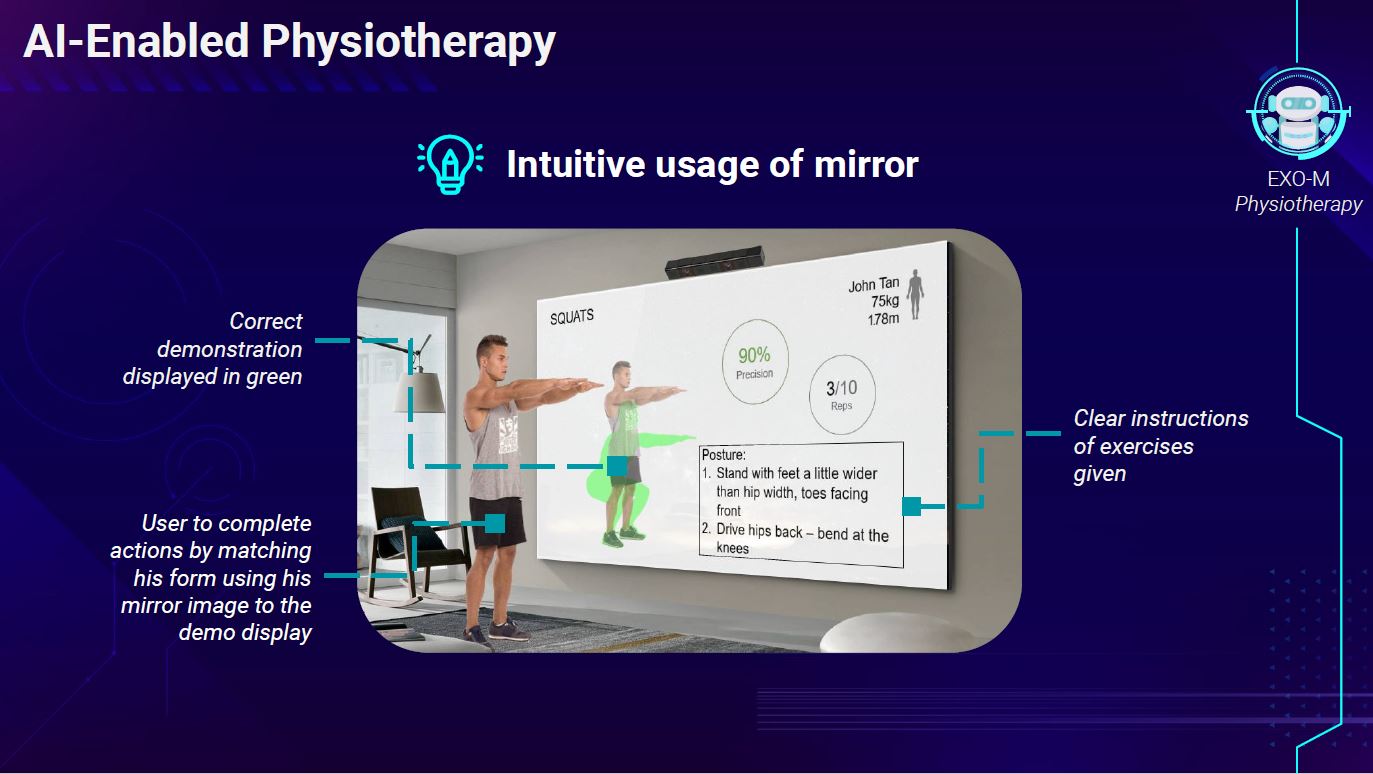 AI-Enabled Physiotherapy
Intuitive usage of mirror
EXO-M
Physiotherapy
Correct
demonstration
displayed in green
User to complete
actions by matching
his form using his
mirror image to the
demo display
SQUATS
John Tan
75kg
1.78m
90%
Precision
3/10
Reps
Posture:
1. Stand with feet a little wider
than hip width, toes facing
front
2. Drive hips back – bend at the
knees
Clear instructions
of exercises
given